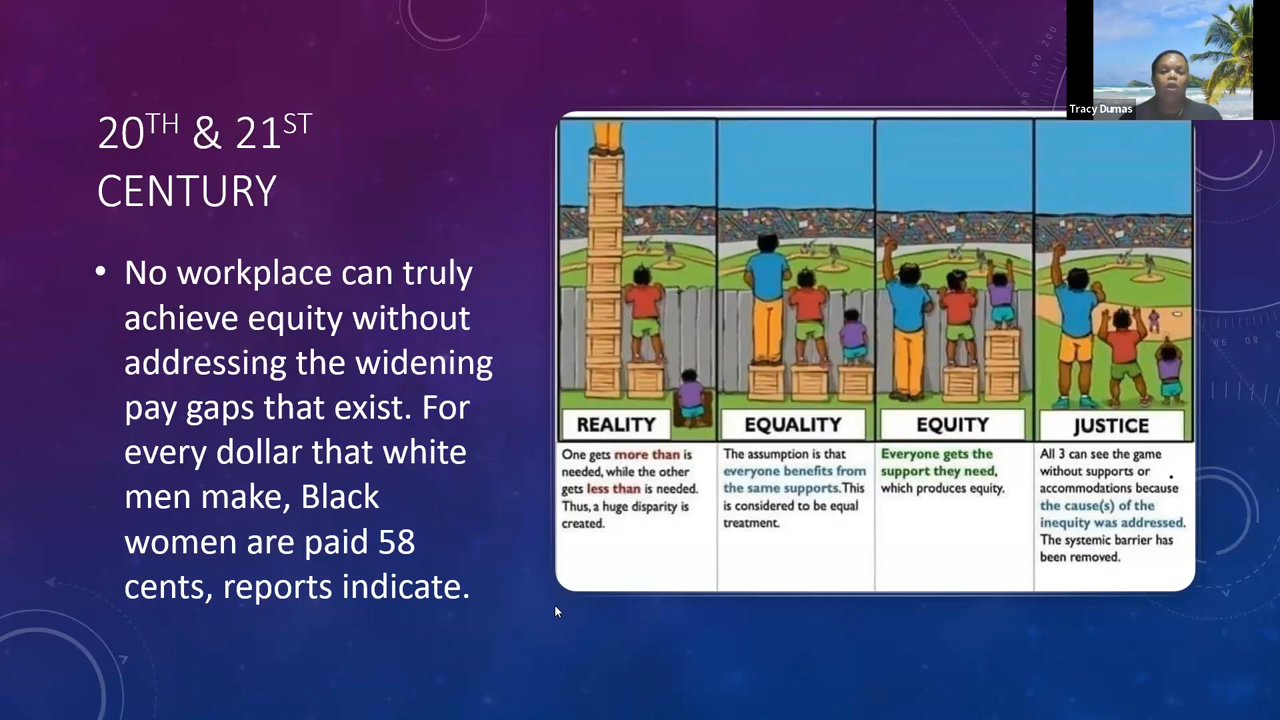 20TH & 21ST
CENTURY
• No workplace can truly
achieve equity without
addressing the widening
pay gaps that exist. For
every dollar that white
men make, Black
women are paid 58
cents, reports indicate.
Tracy Dumas
REALITY
One gets more than is
needed, while the other
gets less than is needed.
Thus, a huge disparity is
created.
EQUALITY
The assumption is that
everyone benefits from
the same supports.This
is considered to be equal
treatment.
EQUITY
Everyone gets the
support they need,
which produces equity.
JUSTICE
All 3 can see the game
without supports or
accommodations because
the cause(s) of the
inequity was addressed.
The systemic barrier has
been removed.
190 200